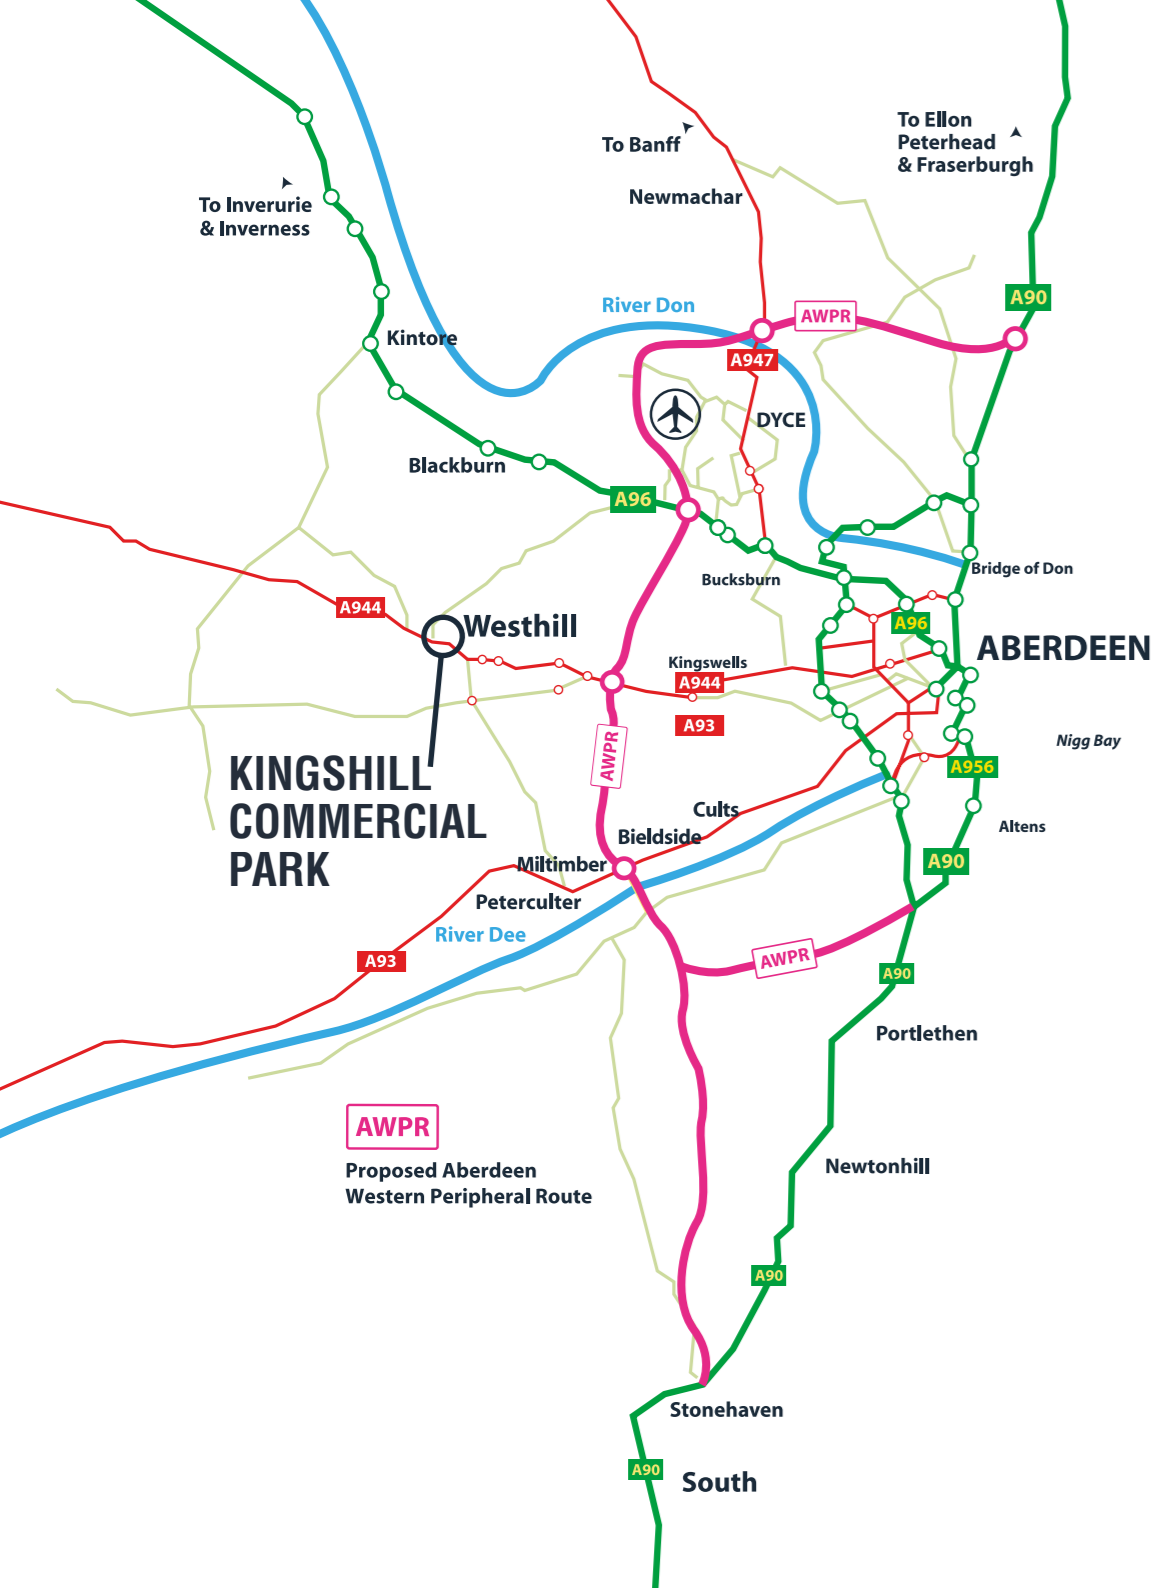 To Ellon
Peterhead
& Fraserburgh
To Banff
Newmachar
To Inverurie
& Inverness
A90
River Don
AWPR
Kintore
A947
DYCE
Blackburn
A96
Bridge of Don
Bucksburn
A944
Westhill
A96
ABERDEEN
Kingswells
A944
A93
Nigg Bay
AWPR
A956
KINGSHILL
COMMERCIAL
PARK
Cults
Altens
Bieldside
Miltimber
A90
Peterculter
River Dee
A93
AWPR
A90
Portlethen
AWPR
Proposed Aberdeen
Western Peripheral Route
Newtonhill
A90
Stonehaven
A90
South